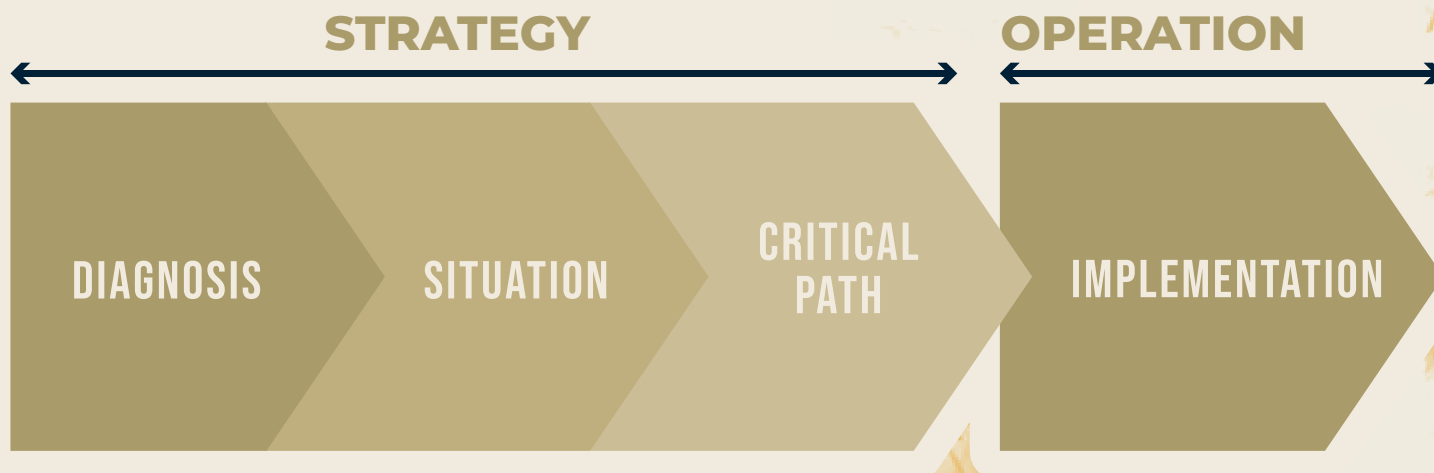 STRATEGY
OPERATION
DIAGNOSIS
SITUATION
CRITICAL
PATH
IMPLEMENTATION